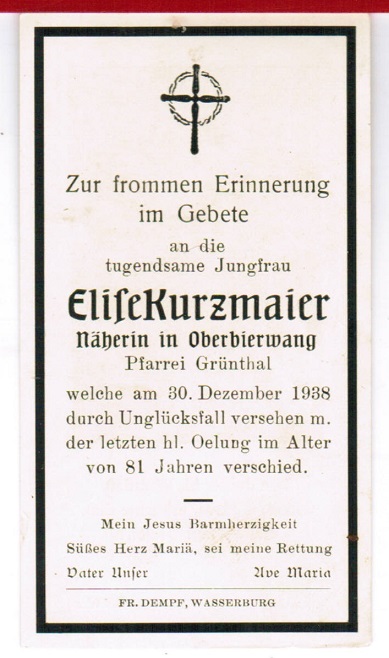 Zur frommen Erinnerung
im Gebete
an die
tugendsame Jungfrau
Eliſe Kurzmaier
Näherin in Oberbierwang
Pfarrei Grünthal
welche am 30. Dezember 1938
durch Unglücksfall versehen m.
der letzten hl. Oelung im Alter
von 81 Jahren verschied.
Mein Jesus Barmherzigkeit
Süßes Herz Mariä, sei meine Rettung
Vater Unſer Ave Maria
FR. DEMPF, WASSERBURG